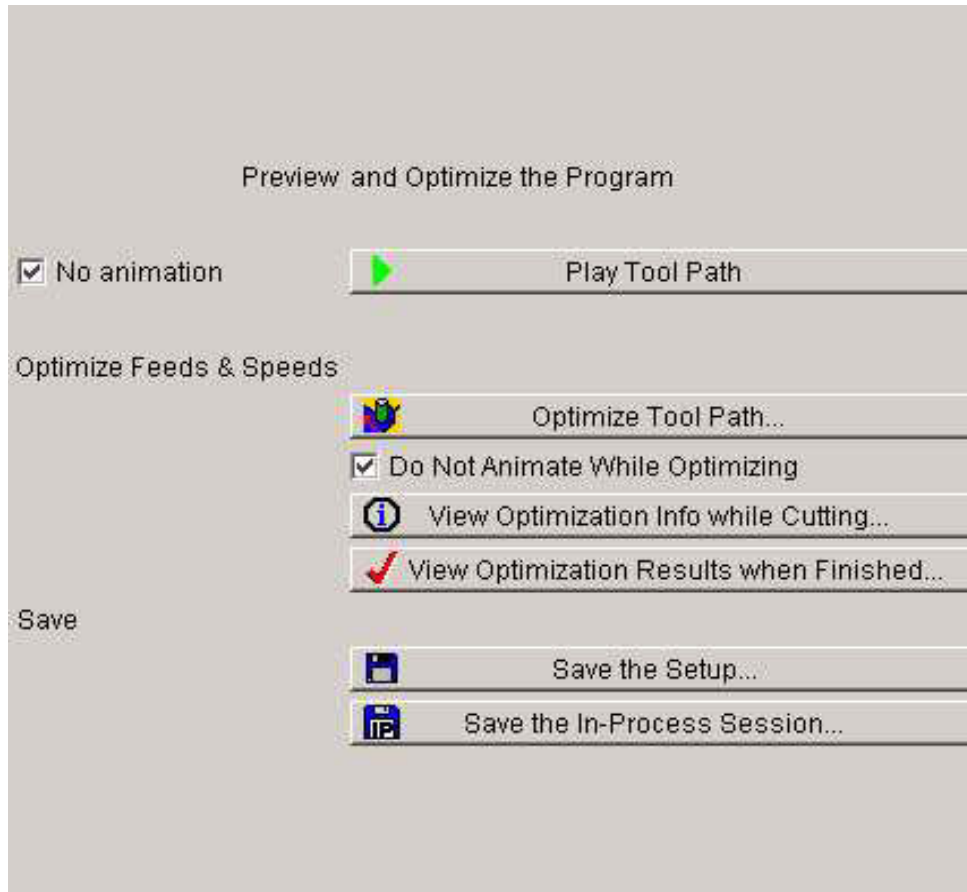 Preview and Optimize the Program
No animation
Play Tool Path
Optimize Feeds & Speeds
Optimize Tool Path...
Do Not Animate While Optimizing
View Optimization Info while Cutting...
View Optimization Results when Finished...
Save
Save the Setup...
IP
Save the In-Process Session...